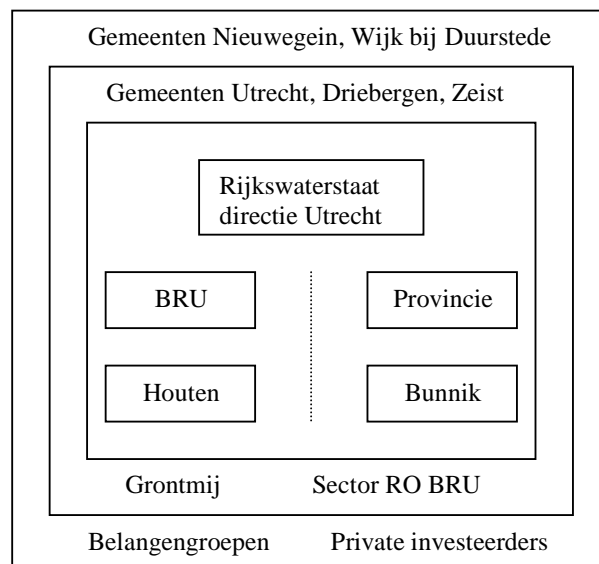 Gemeenten Nieuwegein, Wijk bij Duurstede
Gemeenten Utrecht, Driebergen, Zeist
Rijkswaterstaat
directie Utrecht
BRU
Provincie
Houten
Bunnik
Grontmij
Sector RO BRU
Belangengroepen
Private investeerders